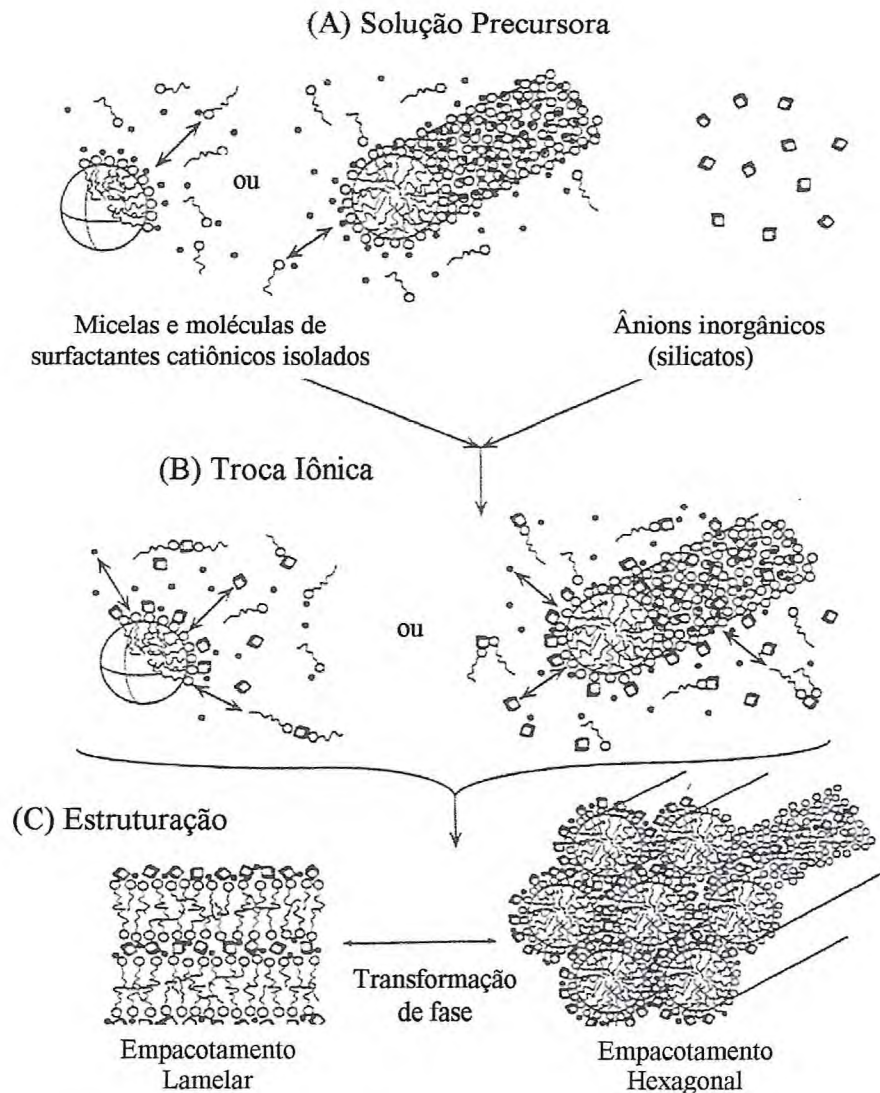 (A) Solução Precursora
ou
Micelas e moléculas de
surfactantes catiônicos isolados
Ânions inorgânicos
(silicatos)
(B) Troca Iônica
ou
(C) Estruturação
Transformação
de fase
Empacotamento
Lamelar
Empacotamento
Hexagonal